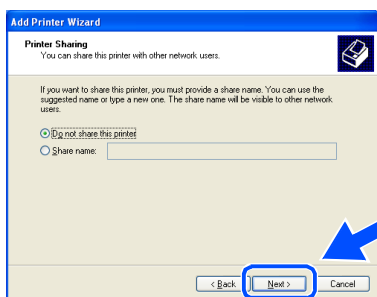 Add Printer Wizard
Printer Sharing
You can share this printer with other network users.
If you want to share this printer, you must provide a share name. You can use the
suggested name or type a new one. The share name will be visible to other network
users.
Do not share this printer
Share name:
< Back
Next >
Cancel